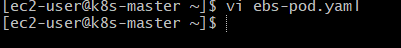 [ec2-user@k8s-master ~]$ vi ebs-pod.yaml
[ec2-user@k8s-master ~]$